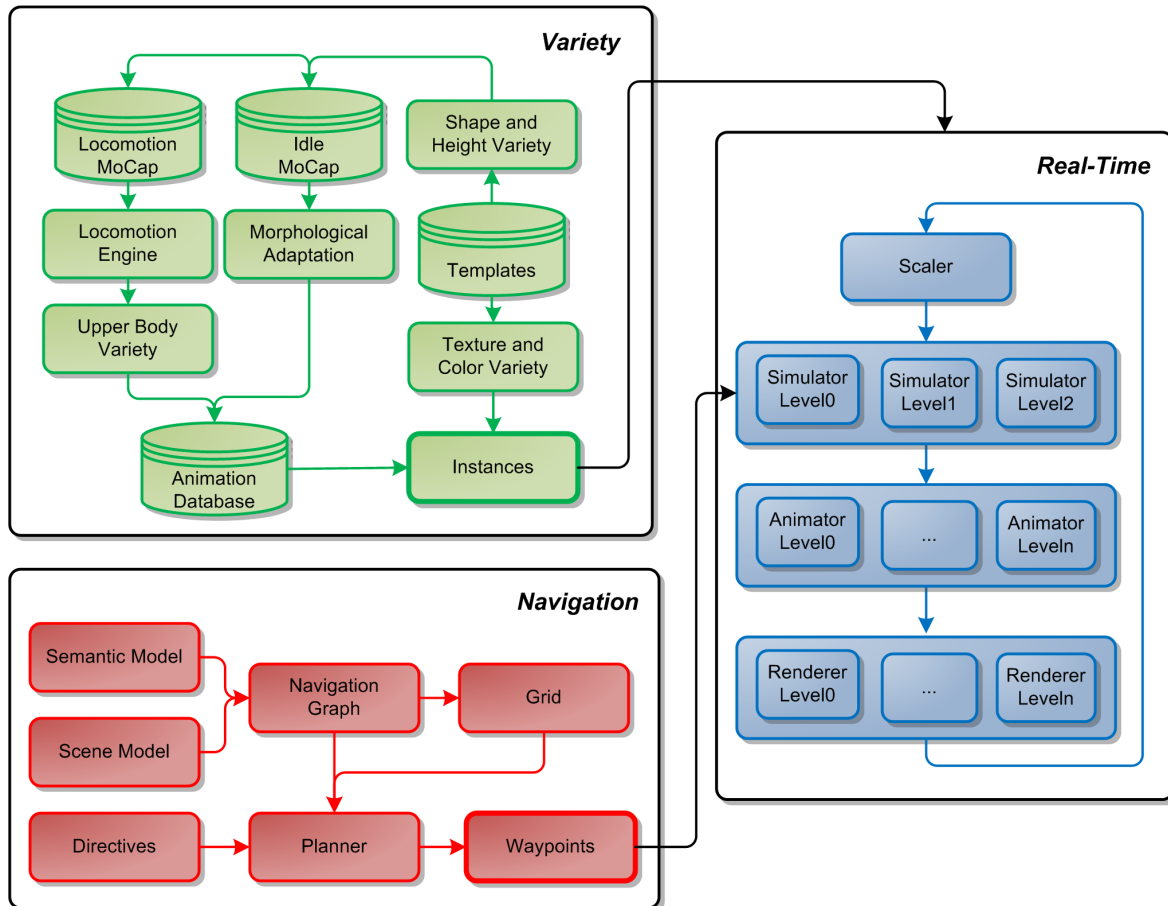 Variety
Locomotion
MoCap
Idle
MoCap
Shape and
Height Variety
Locomotion
Engine
Morphological
Adaptation
Templates
Upper Body
Variety
Texture and
Color Variety
Animation
Database
Instances
Navigation
Semantic Model
Scene Model
Navigation
Graph
Grid
Directives
Planner
Waypoints
Real-Time
Scaler
Simulator
Level0
Simulator
Level1
Simulator
Level2
Animator
Level0
...
Animator
Leveln
Renderer
Level0
...
Renderer
Leveln